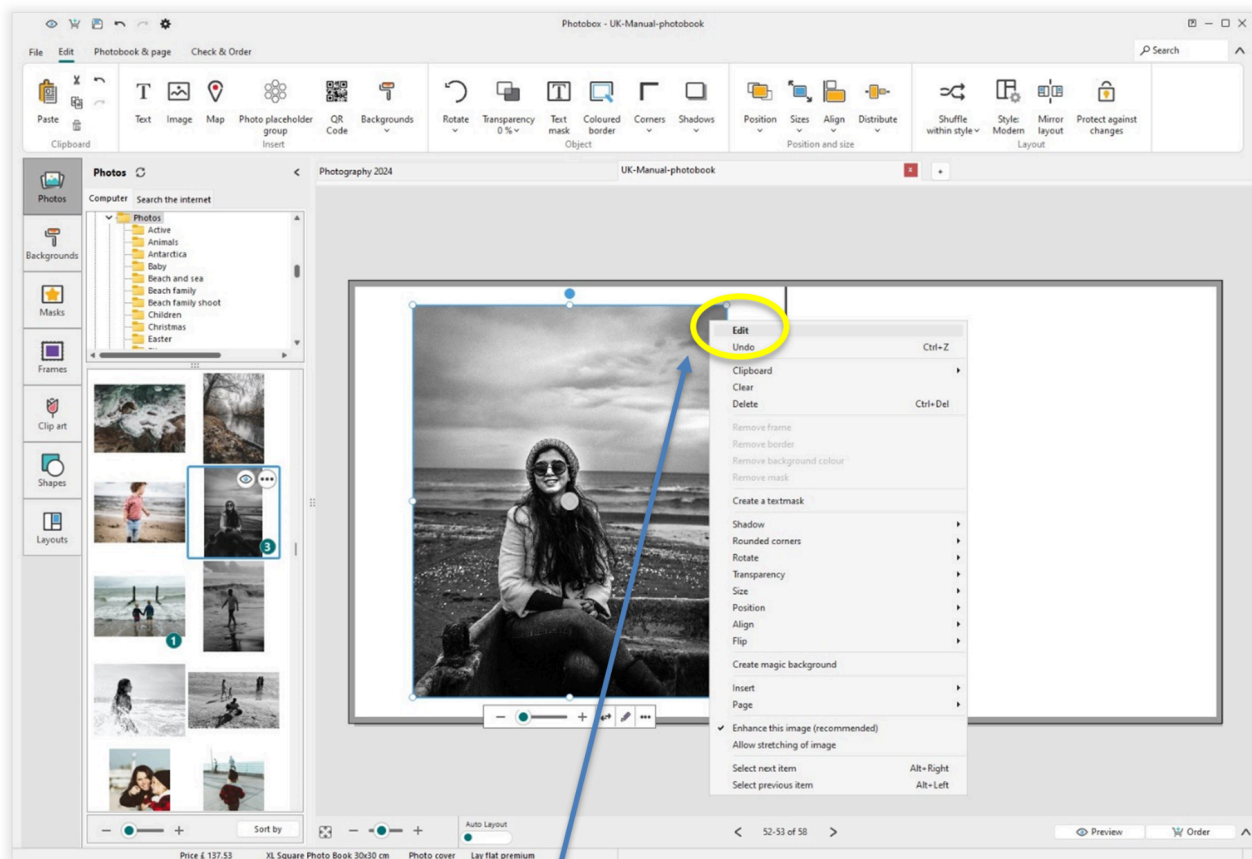 Photobox - UK-Manual-photobook
File Edit Photobook & page Check & Order
Search
Paste
Clipboard
Text Image Map Photo placeholder group QR Code Backgrounds
Insert
Rotate Transparency 0 % Text mask Coloured border Corners Shadows
Object
Position Sizes Align Distribute
Position and size
Shuffle within style Style: Modern Mirror layout Protect against changes
Layout
Photos
Backgrounds
Masks
Frames
Clip art
Shapes
Layouts
Photos
Computer Search the internet
Photos
Active
Animals
Antarctica
Baby
Beach and sea
Beach family
Beach family shoot
Children
Christmas
Easter
3
1
Sort by
Photography 2024 UK-Manual-photobook x +
Edit
Undo Ctrl+Z
Clipboard
Clear
Delete Ctrl+Del
Remove frame
Remove border
Remove background colour
Remove mask
Create a textmask
Shadow
Rounded corners
Rotate
Transparency
Size
Position
Align
Flip
Create magic background
Insert
Page
Enhance this image (recommended)
Allow stretching of image
Select next item Alt+Right
Select previous item Alt+Left
Auto Layout
52-53 of 58
Preview Order
Price £ 137.53 XL Square Photo Book 30x30 cm Photo cover Lay flat premium